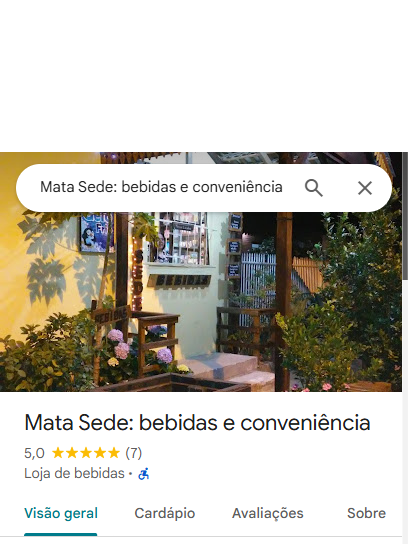 Mata Sede: bebidas e conveniência
BEBIDAS
Mata Sede: bebidas e conveniência
5,0 (7)
Loja de bebidas ·
Visão geral
Cardápio
Avaliações
Sobre